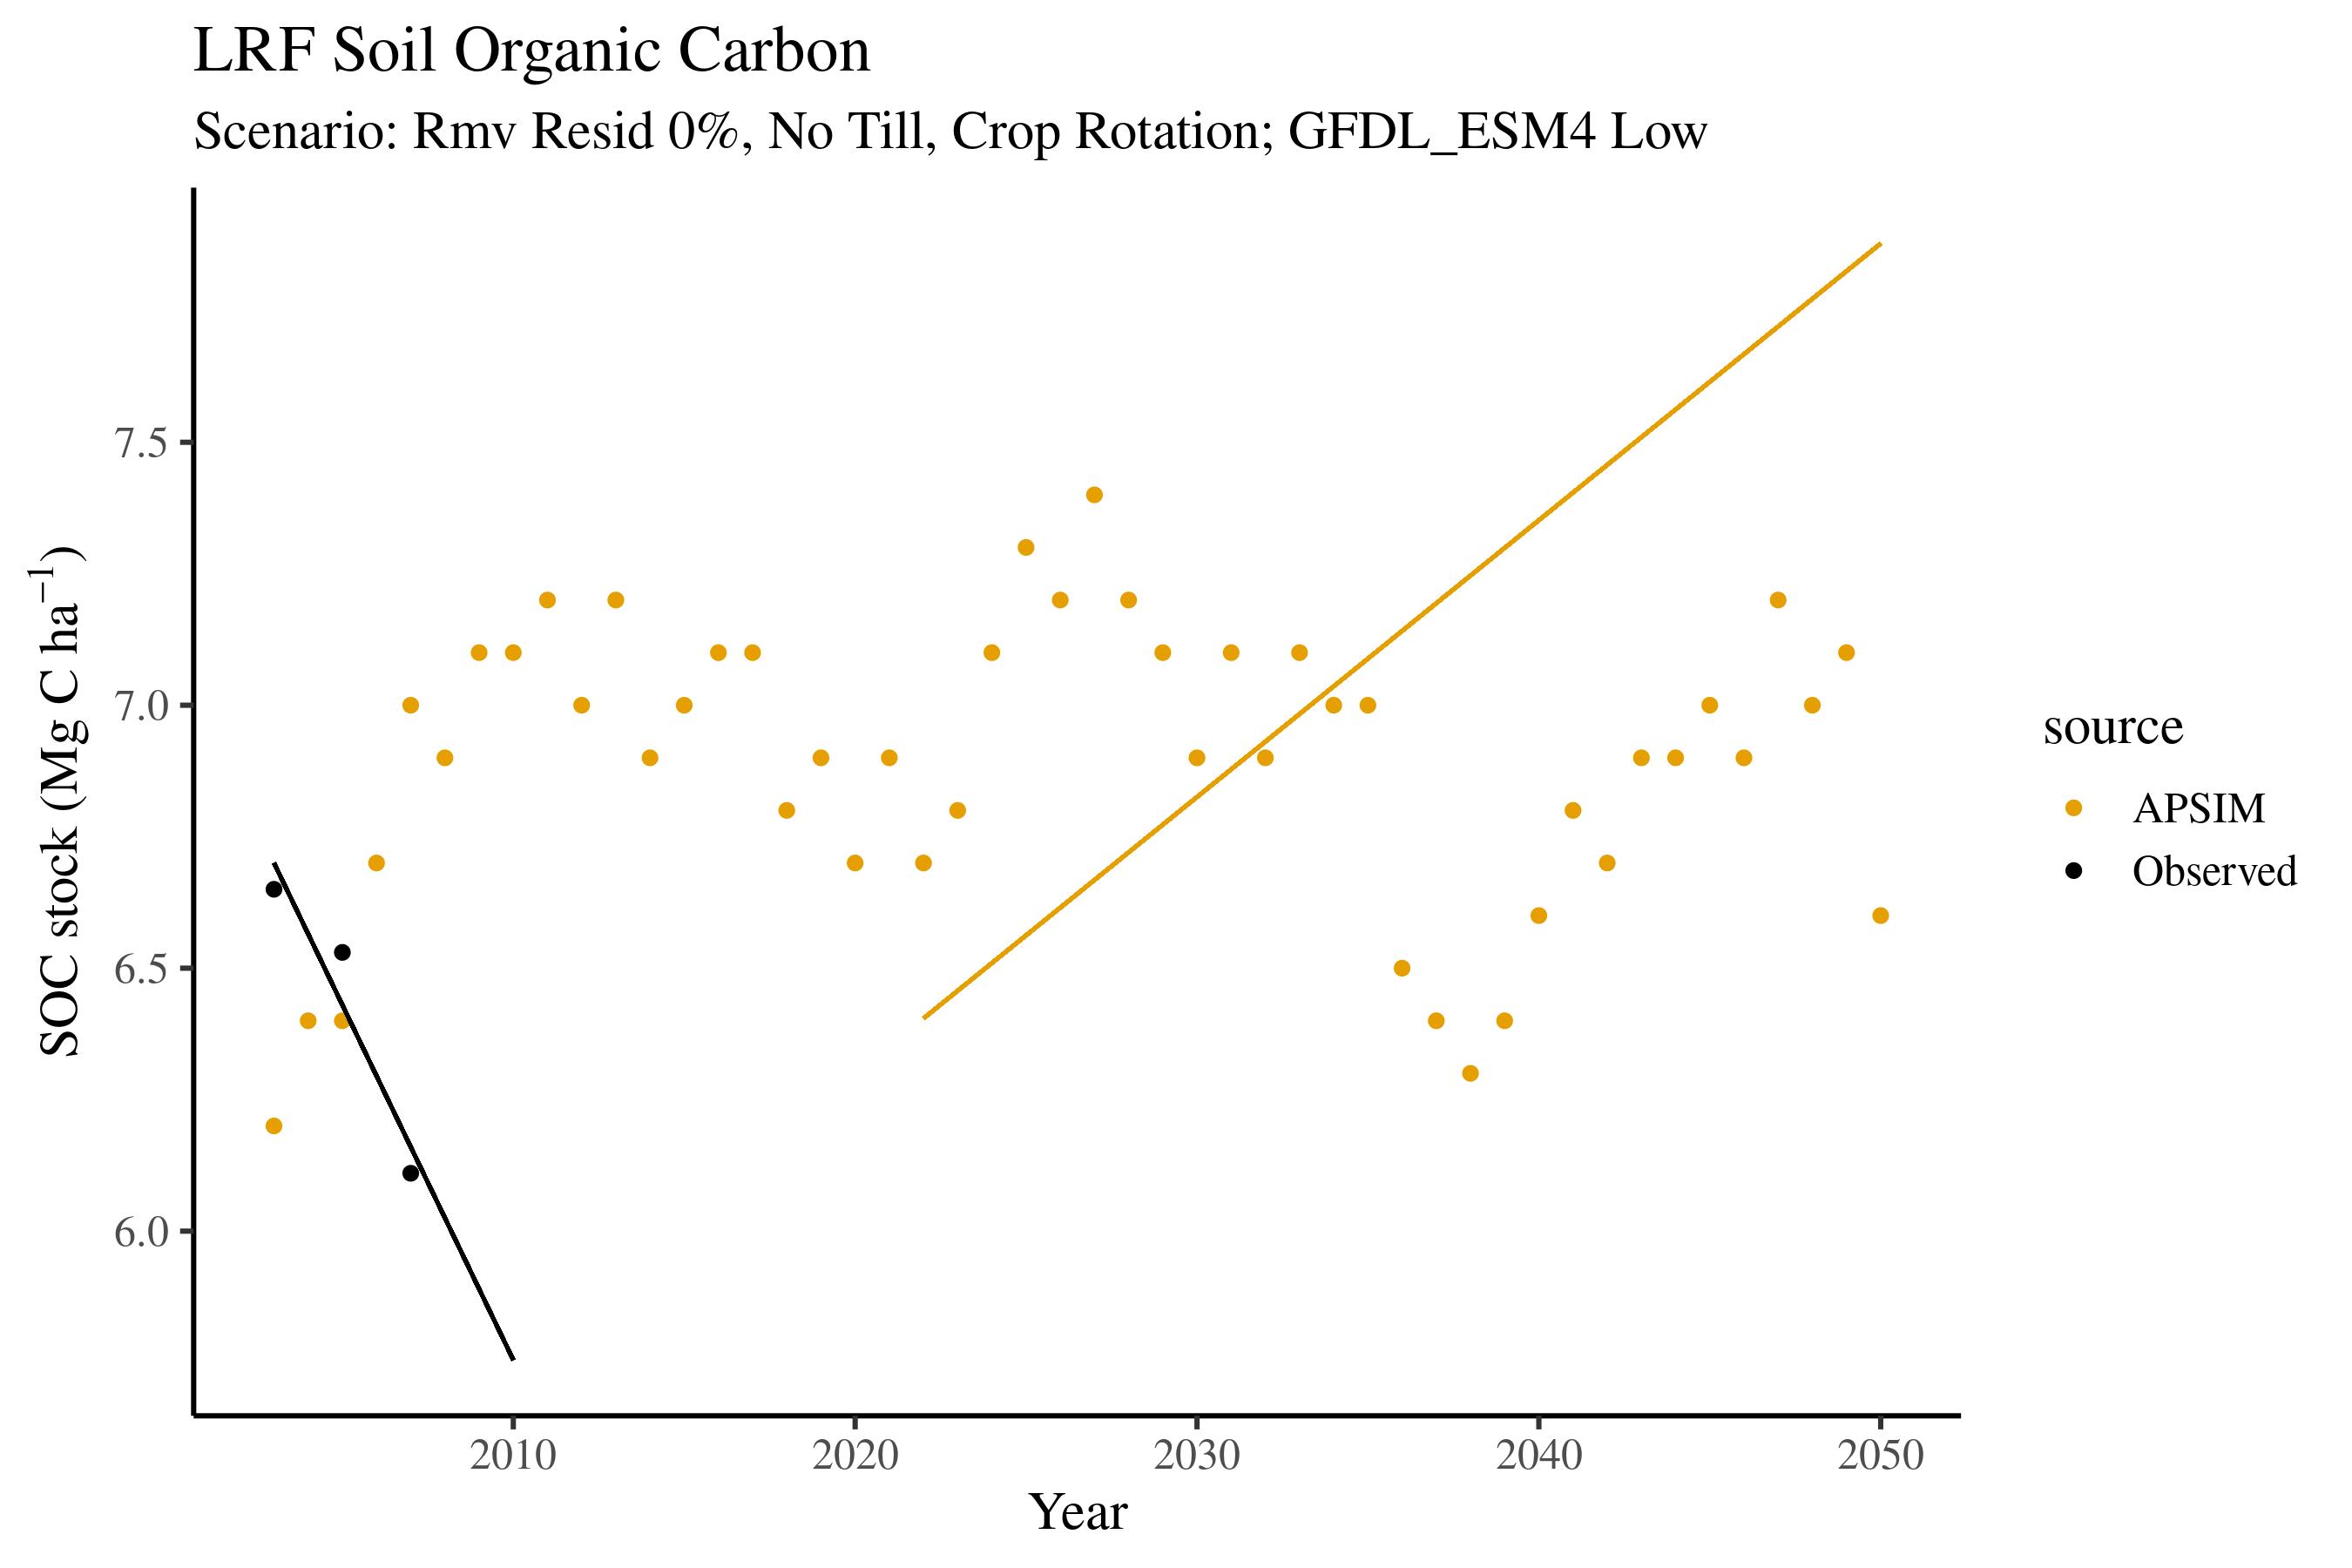 LRF Soil Organic Carbon
Scenario: Rmv Resid 0%, No Till, Crop Rotation; GFDL_ESM4 Low
SOC stock (Mg C ha⁻¹)
7.5
7.0
6.5
6.0
2010 2020 2030 2040 2050
Year
source
APSIM
Observed